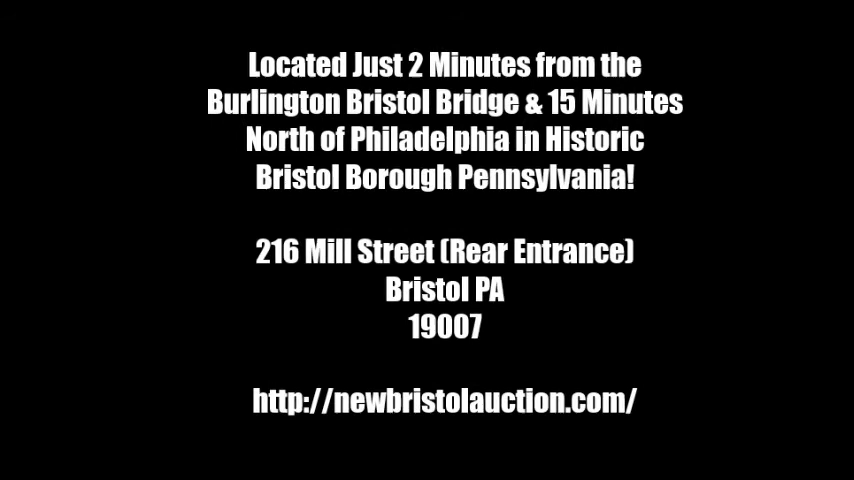 Located Just 2 Minutes from the
Burlington Bristol Bridge & 15 Minutes
North of Philadelphia in Historic
Bristol Borough Pennsylvania!
216 Mill Street (Rear Entrance)
Bristol PA
19007
http://newbristolauction.com/